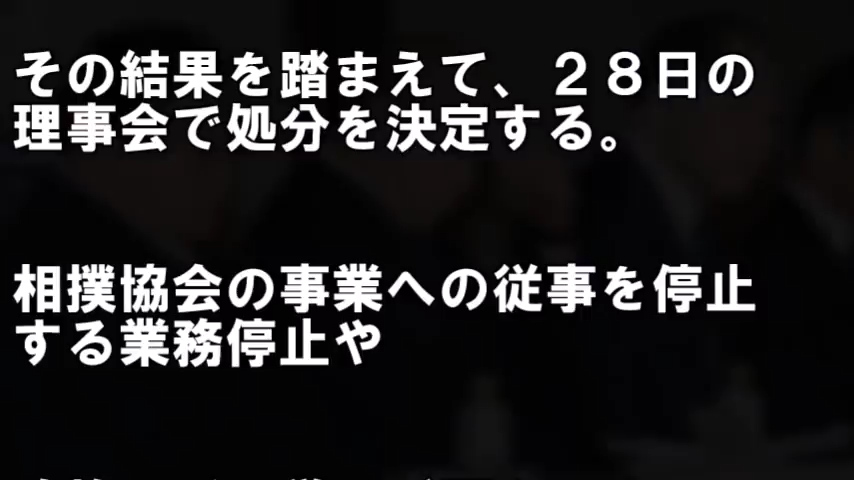 その結果を踏まえて、２８日の
理事会で処分を決定する。
相撲協会の事業への従事を停止
する業務停止や